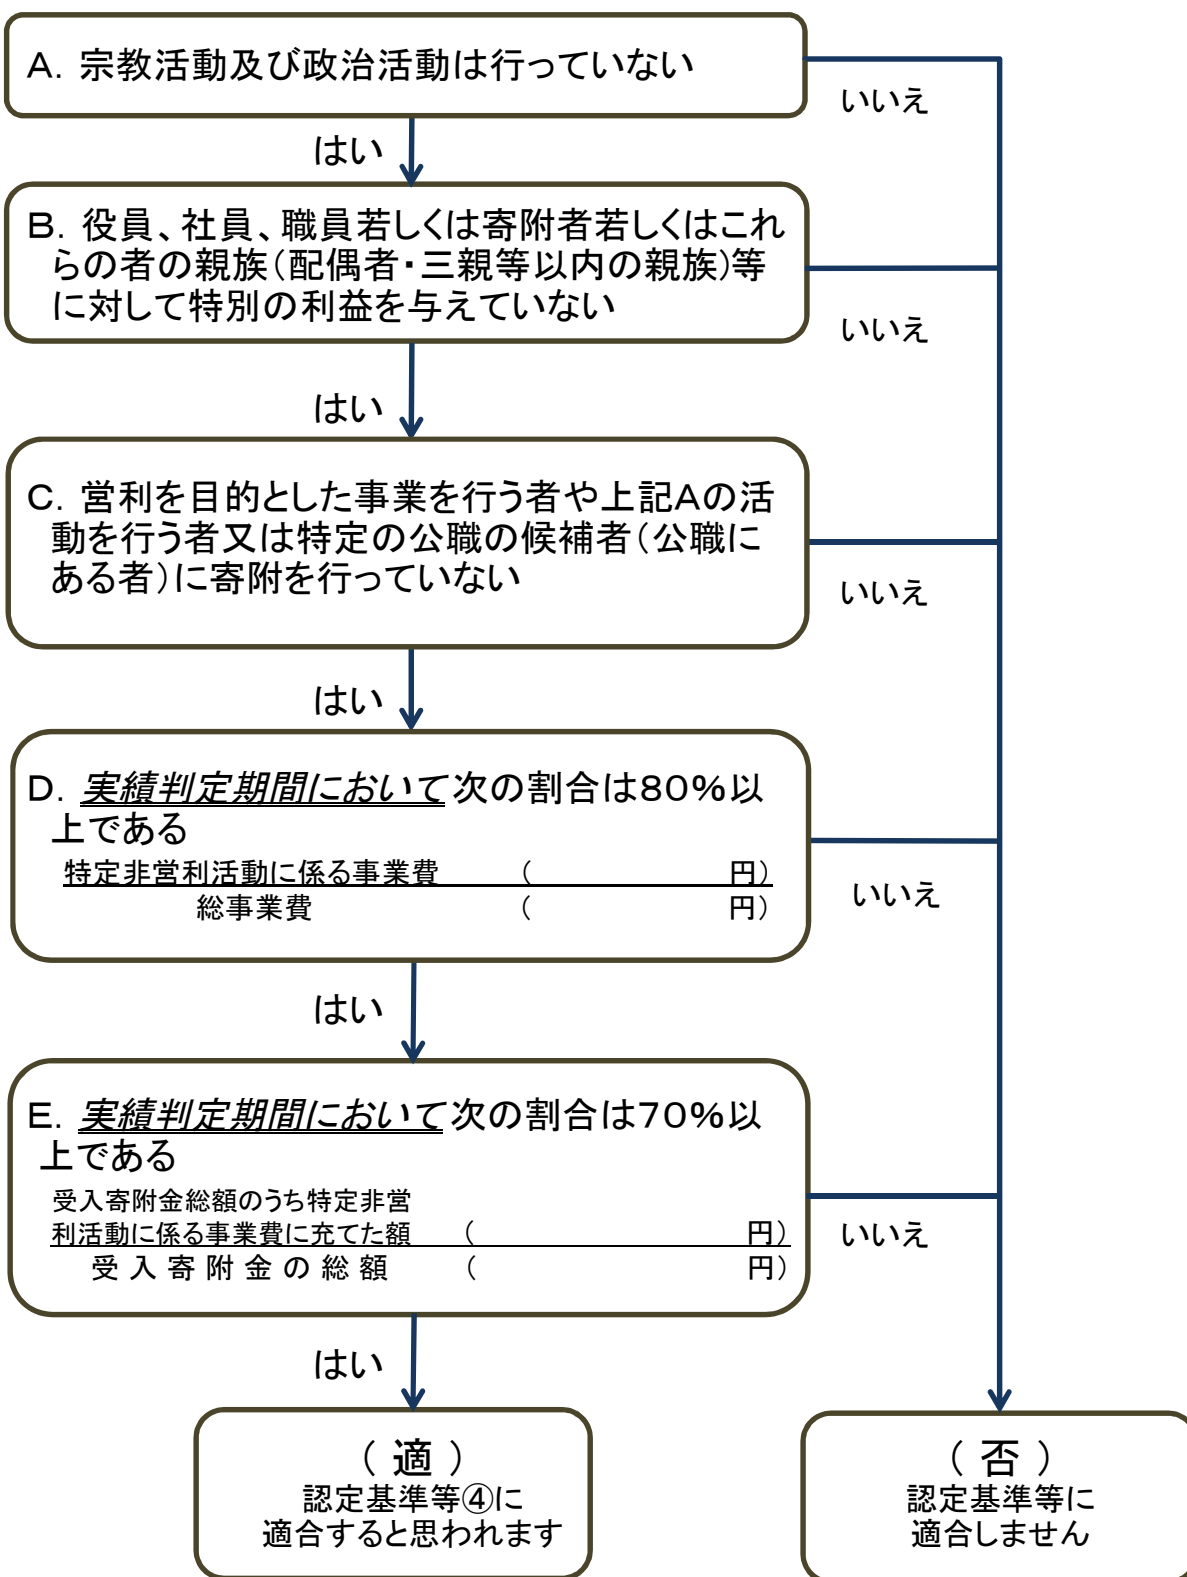 A．宗教活動及び政治活動は行っていない
いいえ
はい
B．役員、社員、職員若しくは寄附者若しくはこれ
らの者の親族（配偶者・三親等以内の親族）等
に対して特別の利益を与えていない
いいえ
はい
C．営利を目的とした事業を行う者や上記Aの活
動を行う者又は特定の公職の候補者（公職に
ある者）に寄附を行っていない
いいえ
はい
D．実績判定期間において次の割合は80％以
上である
特定非営利活動に係る事業費　（　　　　　　　円）
総事業費　（　　　　　　　円）
いいえ
はい
E．実績判定期間において次の割合は70％以
上である
受入寄附金総額のうち特定非営
利活動に係る事業費に充てた額　（　　　　　　　円）
受入寄附金の総額　（　　　　　　　円）
いいえ
はい
（適）
認定基準等④に
適合すると思われます
（否）
認定基準等に
適合しません